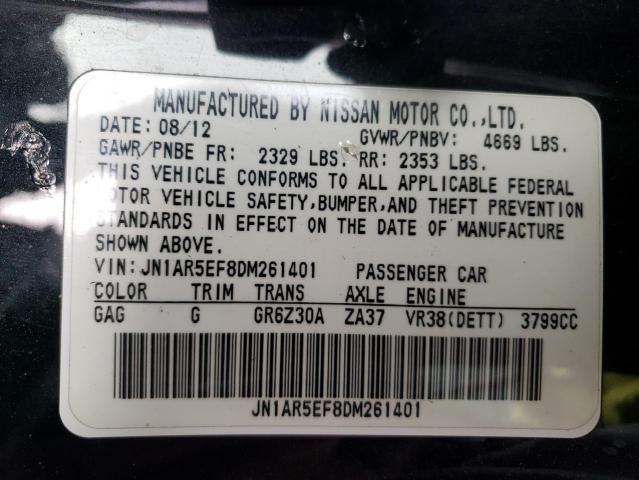 MANUFACTURED BY NISSAN MOTOR CO.,LTD.
DATE: 08/12 GVWR/PNBV: 4669 LBS.
GAWR/PNBE FR: 2329 LBS. RR: 2353 LBS.
THIS VEHICLE CONFORMS TO ALL APPLICABLE FEDERAL
MOTOR VEHICLE SAFETY,BUMPER,AND THEFT PREVENTION
STANDARDS IN EFFECT ON THE DATE OF MANUFACTURE
SHOWN ABOVE.
VIN: JN1AR5EF8DM261401 PASSENGER CAR
COLOR TRIM TRANS AXLE ENGINE
GAG G GR6Z30A ZA37 VR38(DETT) 3799CC
JN1AR5EF8DM261401